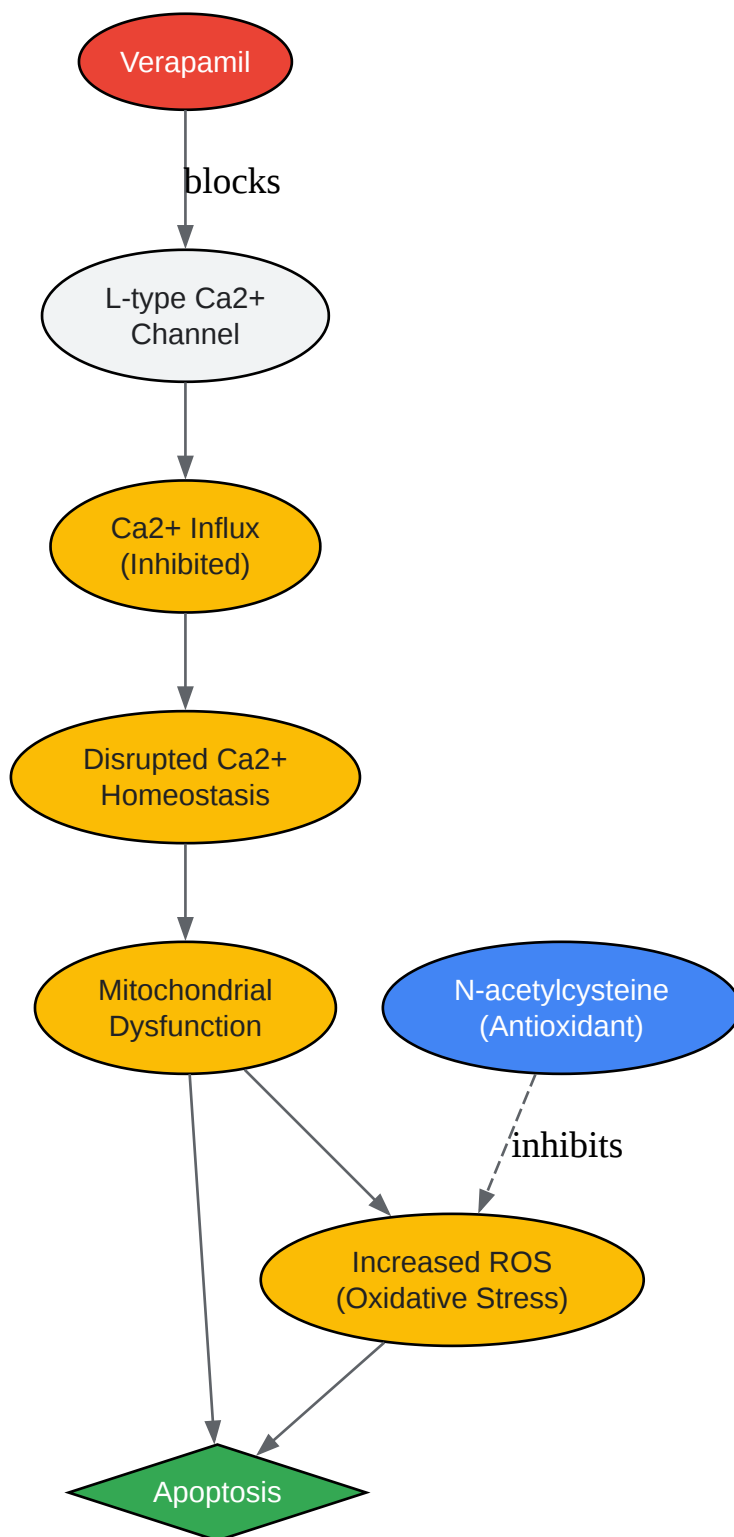 Verapamil
blocks
L-type Ca2+
Channel
Ca2+ Influx
(Inhibited)
Disrupted Ca2+
Homeostasis
Mitochondrial
Dysfunction
N-acetylcysteine
(Antioxidant)
inhibits
Increased ROS
(Oxidative Stress)
Apoptosis